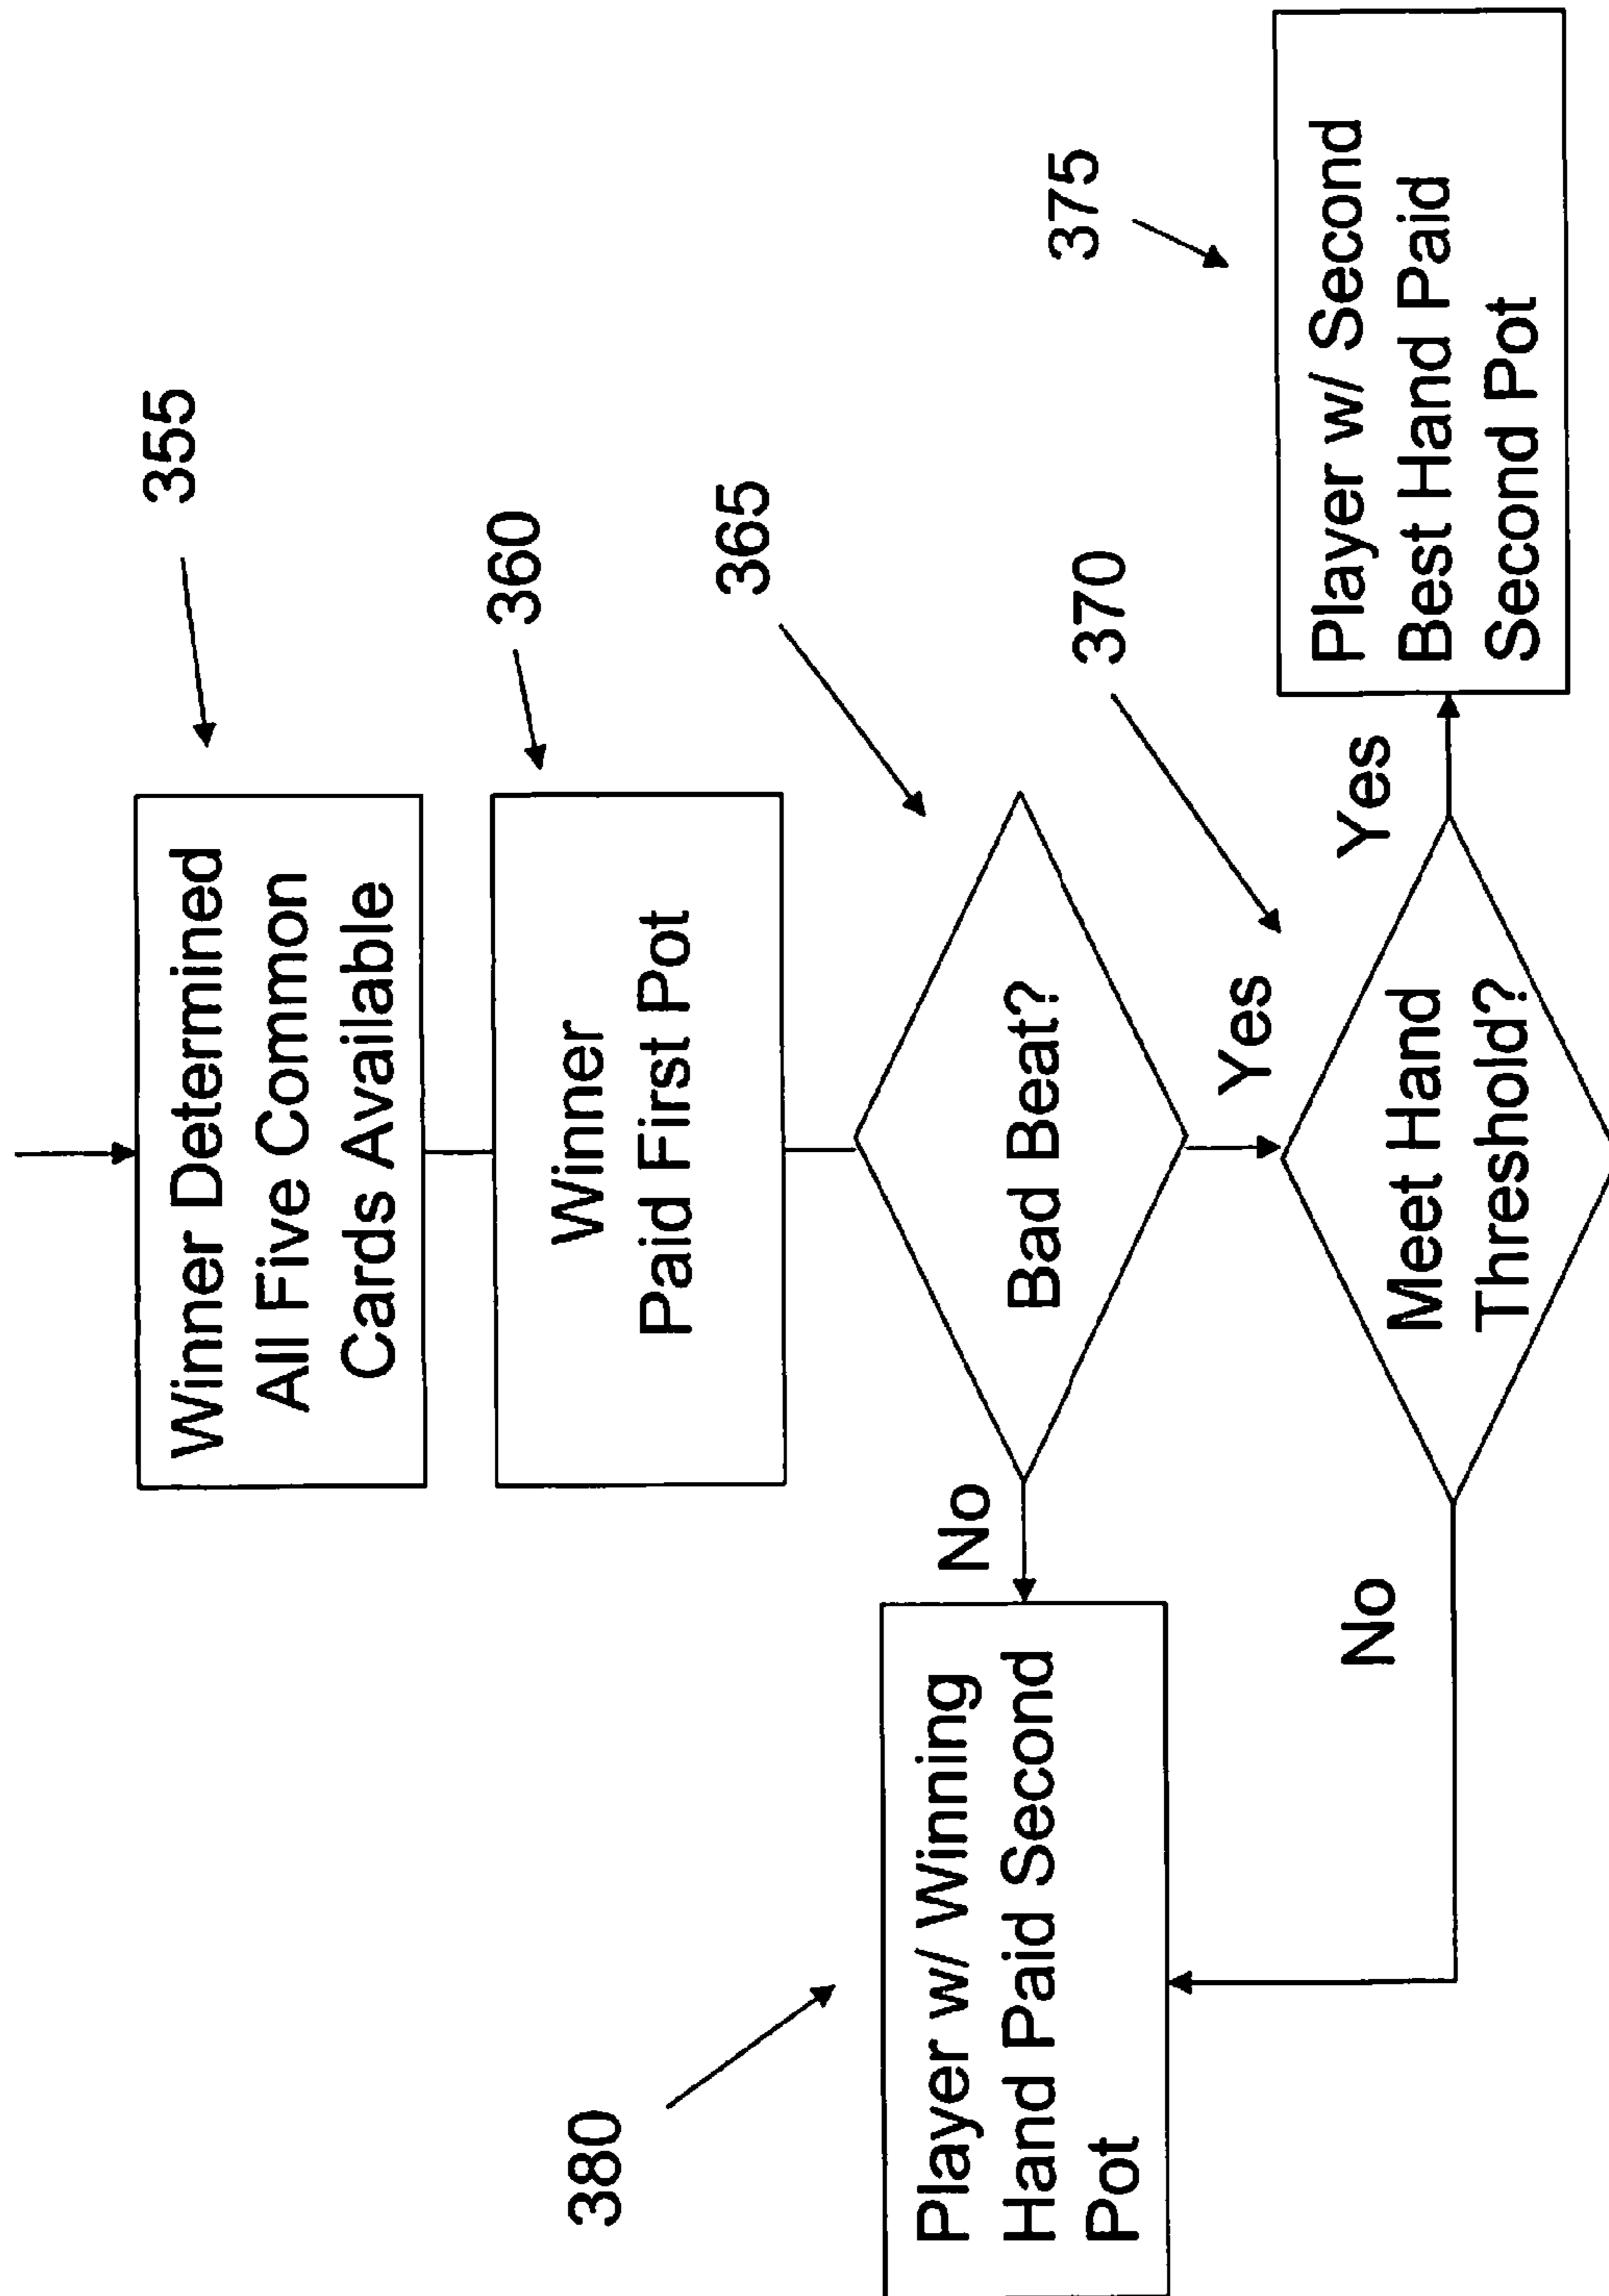 355
Winner Determined
All Five Common
Cards Available
360
Winner
Paid First Pot
365
Bad Beat?
No
Yes
380
Player w/ Winning
Hand Paid Second
Pot
370
Meet Hand
Threshold?
No
Yes
375
Player w/ Second
Best Hand Paid
Second Pot